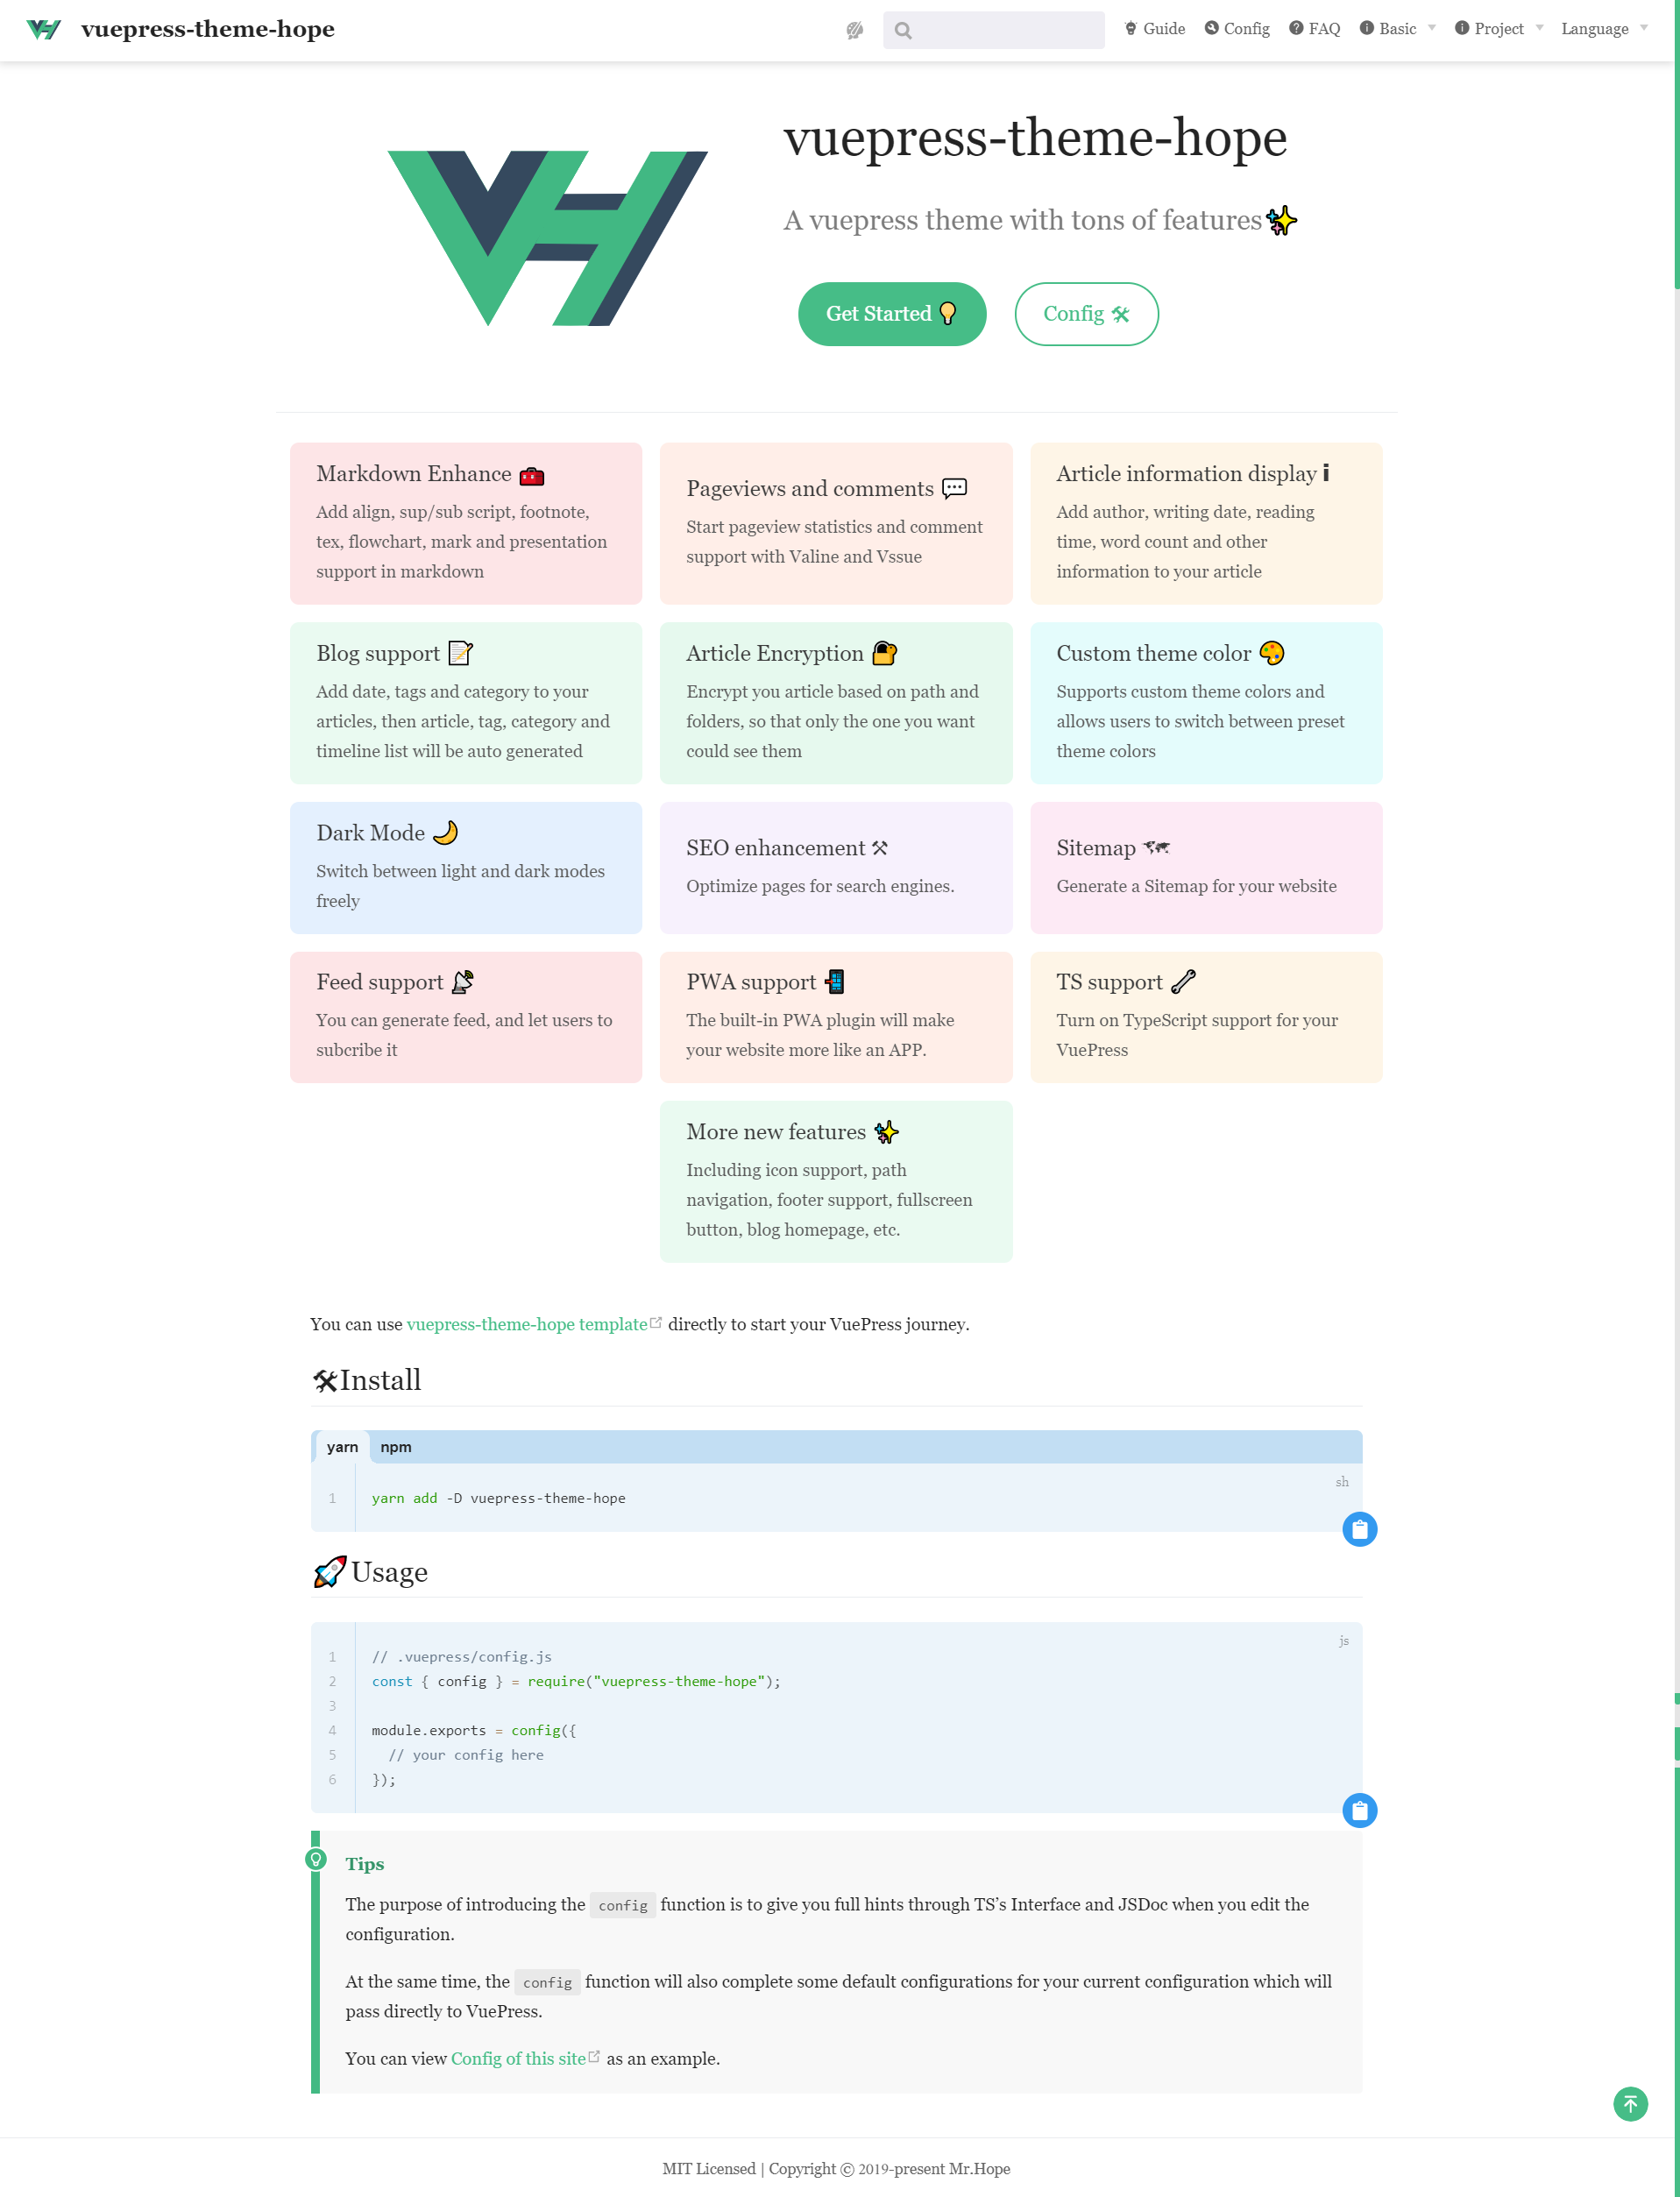 vuepress-theme-hope
Guide
Config
FAQ
Basic
Project
Language
vuepress-theme-hope
A vuepress theme with tons of features✨
Get Started 💡
Config 🛠
Markdown Enhance 🧰
Add align, sup/sub script, footnote,
tex, flowchart, mark and presentation
support in markdown
Pageviews and comments 💬
Start pageview statistics and comment
support with Valine and Vssue
Article information display ℹ
Add author, writing date, reading
time, word count and other
information to your article
Blog support 📝
Add date, tags and category to your
articles, then article, tag, category and
timeline list will be auto generated
Article Encryption 🔐
Encrypt you article based on path and
folders, so that only the one you want
could see them
Custom theme color 🎨
Supports custom theme colors and
allows users to switch between preset
theme colors
Dark Mode 🌙
Switch between light and dark modes
freely
SEO enhancement ⚒
Optimize pages for search engines.
Sitemap 🗺
Generate a Sitemap for your website
Feed support 📡
You can generate feed, and let users to
subcribe it
PWA support 📲
The built-in PWA plugin will make
your website more like an APP.
TS support 🔧
Turn on TypeScript support for your
VuePress
More new features ✨
Including icon support, path
navigation, footer support, fullscreen
button, blog homepage, etc.
You can use vuepress-theme-hope template directly to start your VuePress journey.
🛠Install
yarn npm
sh
1 yarn add -D vuepress-theme-hope
🚀Usage
js
1 // .vuepress/config.js
2 const { config } = require("vuepress-theme-hope");
3
4 module.exports = config({
5 // your config here
6 });
Tips
The purpose of introducing the config function is to give you full hints through TS’s Interface and JSDoc when you edit the
configuration.
At the same time, the config function will also complete some default configurations for your current configuration which will
pass directly to VuePress.
You can view Config of this site as an example.
MIT Licensed | Copyright © 2019-present Mr.Hope